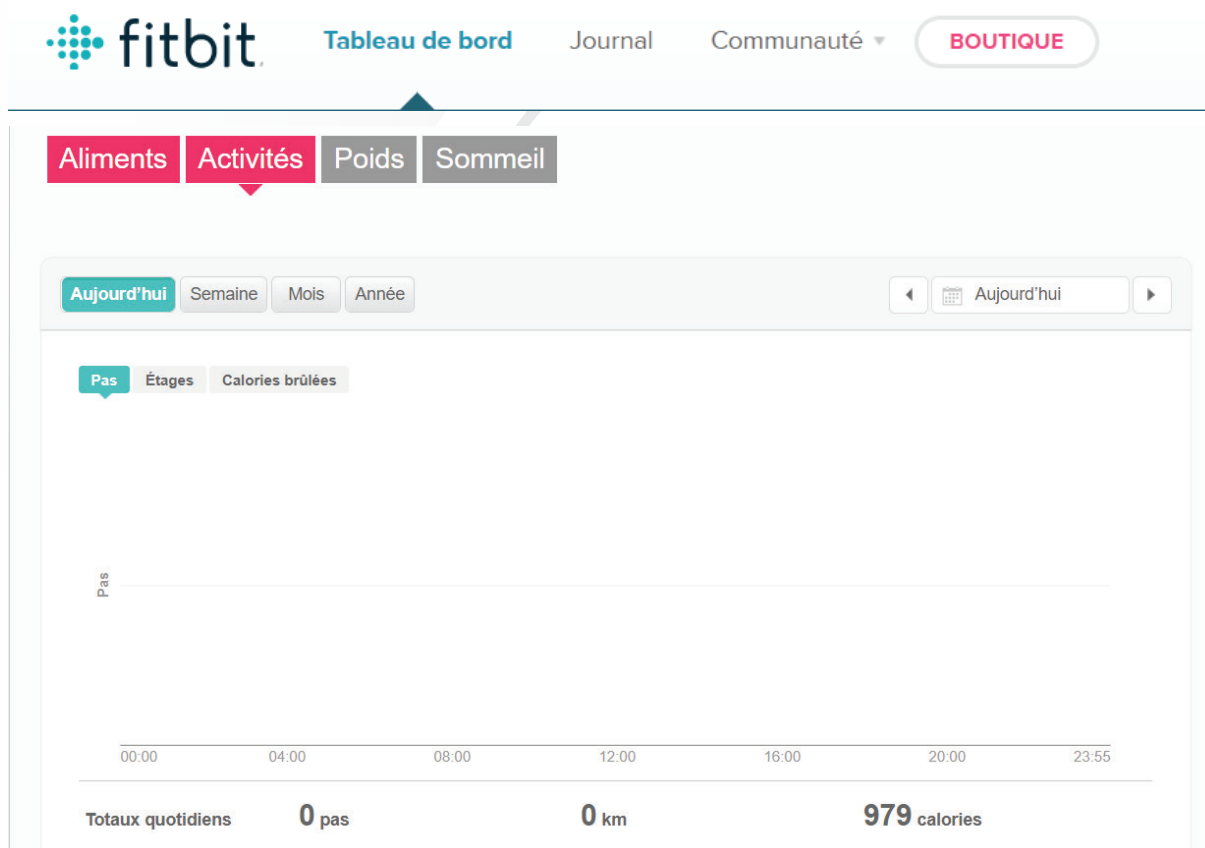 fitbit. Tableau de bord Journal Communauté BOUTIQUE
Aliments Activités Poids Sommeil
Aujourd'hui Semaine Mois Année Aujourd'hui
Pas Étages Calories brûlées
Pas
00:00 04:00 08:00 12:00 16:00 20:00 23:55
Totaux quotidiens 0 pas 0 km 979 calories